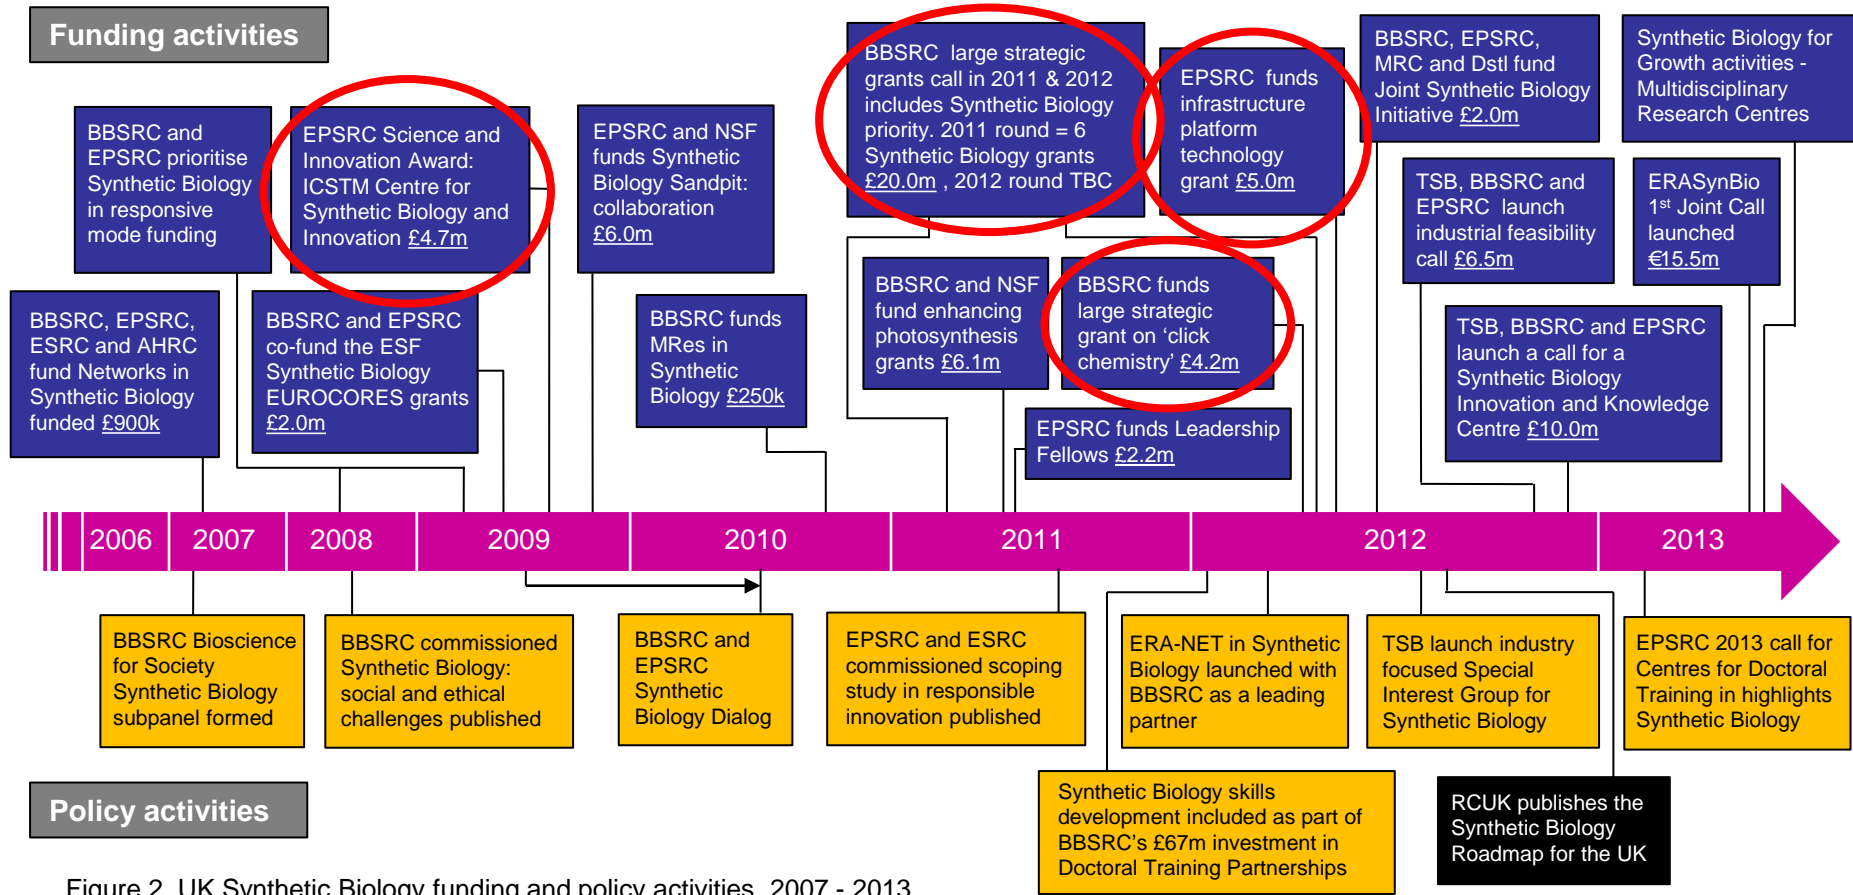 Funding activities
BBSRC and
EPSRC prioritise
Synthetic Biology
in responsive
mode funding
EPSRC Science and
Innovation Award:
ICSTM Centre for
Synthetic Biology and
Innovation £4.7m
EPSRC and NSF
funds Synthetic
Biology Sandpit:
collaboration
£6.0m
BBSRC large strategic
grants call in 2011 & 2012
includes Synthetic Biology
priority. 2011 round = 6
Synthetic Biology grants
£20.0m , 2012 round TBC
EPSRC funds
infrastructure
platform
technology
grant £5.0m
BBSRC, EPSRC,
MRC and Dstl fund
Joint Synthetic Biology
Initiative £2.0m
Synthetic Biology for
Growth activities -
Multidisciplinary
Research Centres
TSB, BBSRC and
EPSRC launch
industrial feasibility
call £6.5m
ERASynBio
1st Joint Call
launched
€15.5m
BBSRC, EPSRC,
ESRC and AHRC
fund Networks in
Synthetic Biology
funded £900k
BBSRC and EPSRC
co-fund the ESF
Synthetic Biology
EUROCORES grants
£2.0m
BBSRC funds
MRes in
Synthetic
Biology £250k
BBSRC and NSF
fund enhancing
photosynthesis
grants £6.1m
BBSRC funds
large strategic
grant on ‘click
chemistry’ £4.2m
EPSRC funds Leadership
Fellows £2.2m
TSB, BBSRC and EPSRC
launch a call for a
Synthetic Biology
Innovation and Knowledge
Centre £10.0m
2006 2007 2008 2009 2010 2011 2012 2013
BBSRC Bioscience
for Society
Synthetic Biology
subpanel formed
BBSRC commissioned
Synthetic Biology:
social and ethical
challenges published
BBSRC and
EPSRC
Synthetic
Biology Dialog
EPSRC and ESRC
commissioned scoping
study in responsible
innovation published
ERA-NET in Synthetic
Biology launched with
BBSRC as a leading
partner
TSB launch industry
focused Special
Interest Group for
Synthetic Biology
EPSRC 2013 call for
Centres for Doctoral
Training in highlights
Synthetic Biology
Policy activities
Synthetic Biology skills
development included as part of
BBSRC’s £67m investment in
Doctoral Training Partnerships
RCUK publishes the
Synthetic Biology
Roadmap for the UK
Figure 2. UK Synthetic Biology funding and policy activities, 2007 - 2013